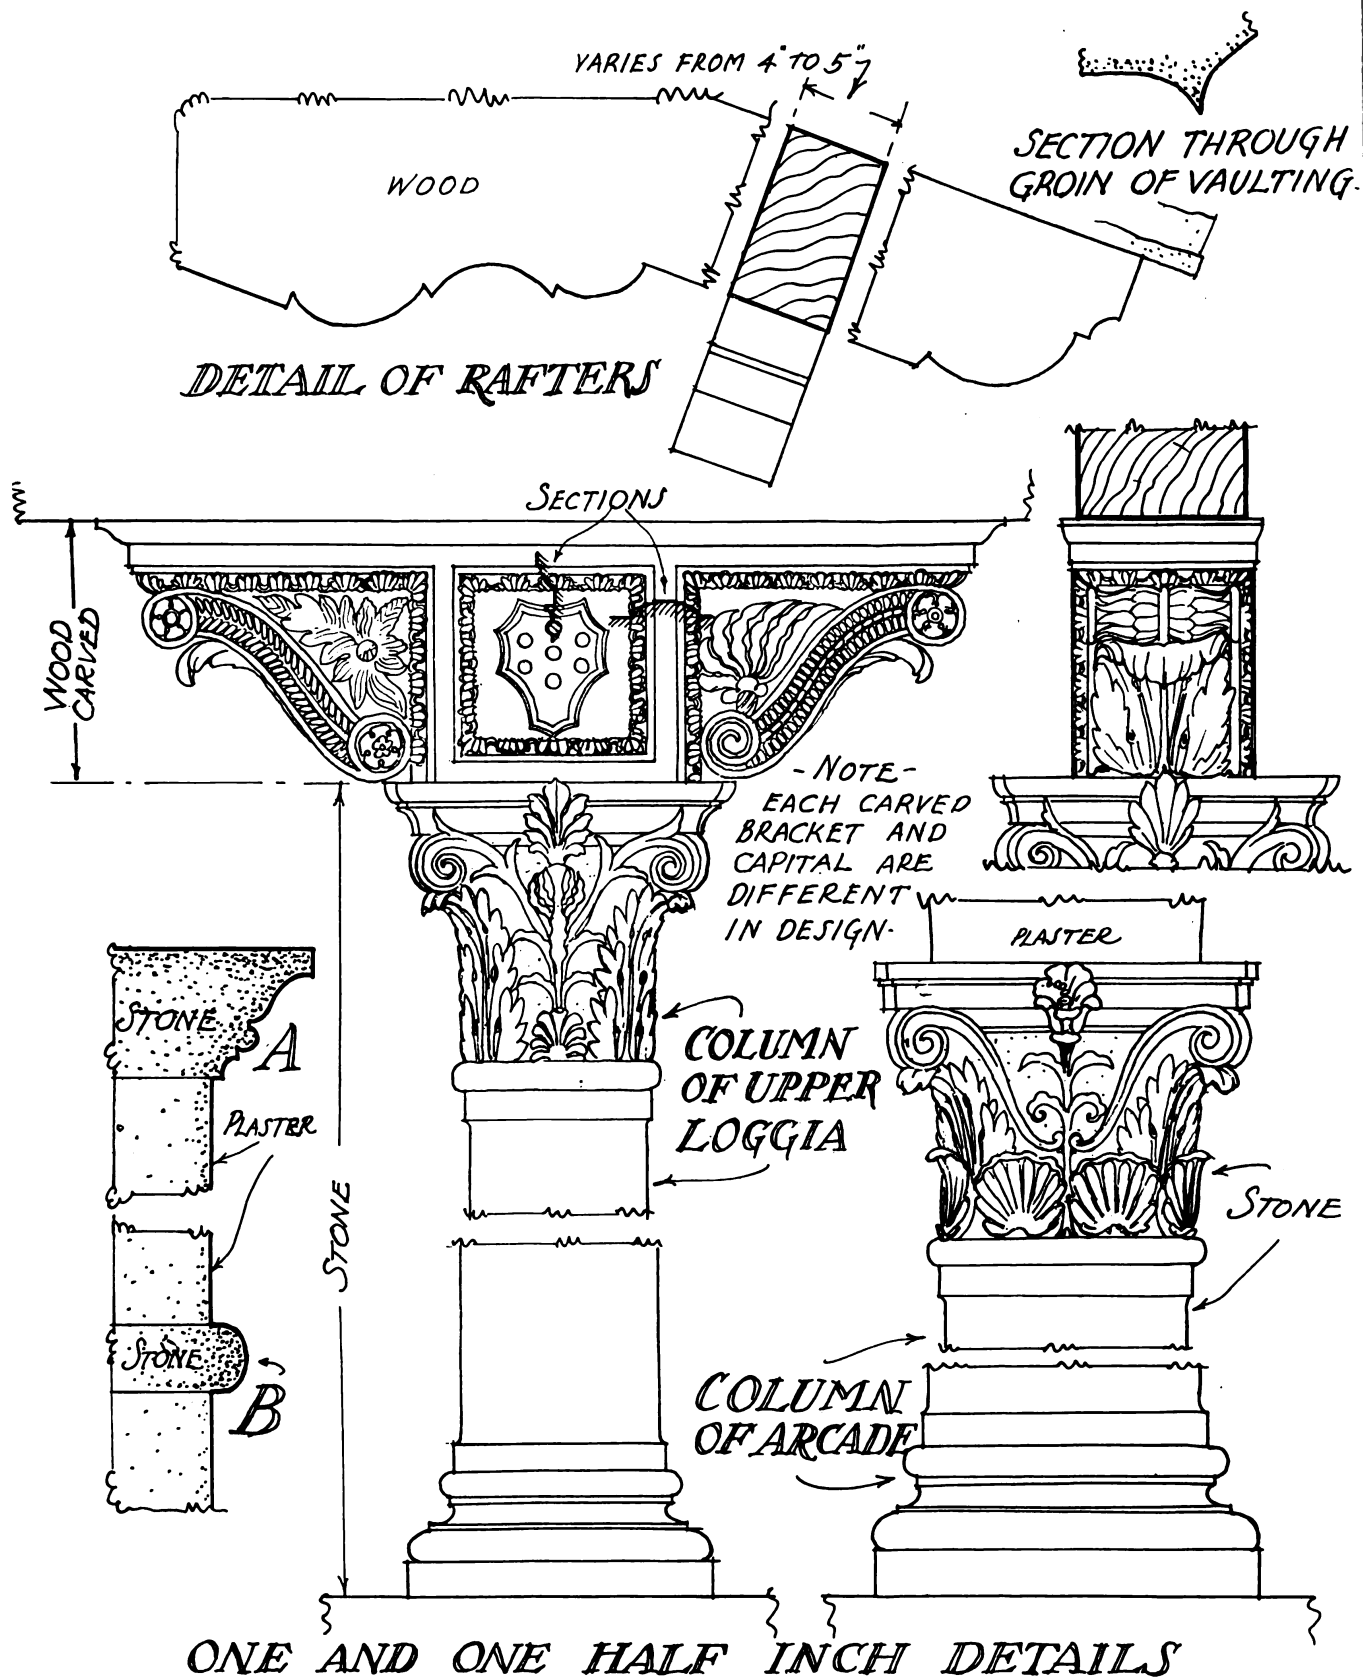 VARIES FROM 4" TO 5"
SECTION THROUGH
GROIN OF VAULTING.
WOOD
DETAIL OF RAFTERS
SECTIONS
WOOD
CARVED
- NOTE -
EACH CARVED
BRACKET AND
CAPITAL ARE
DIFFERENT
IN DESIGN.
PLASTER
STONE
A
PLASTER
STONE
B
STONE
COLUMN
OF UPPER
LOGGIA
STONE
COLUMN
OF ARCADE
ONE AND ONE HALF INCH DETAILS